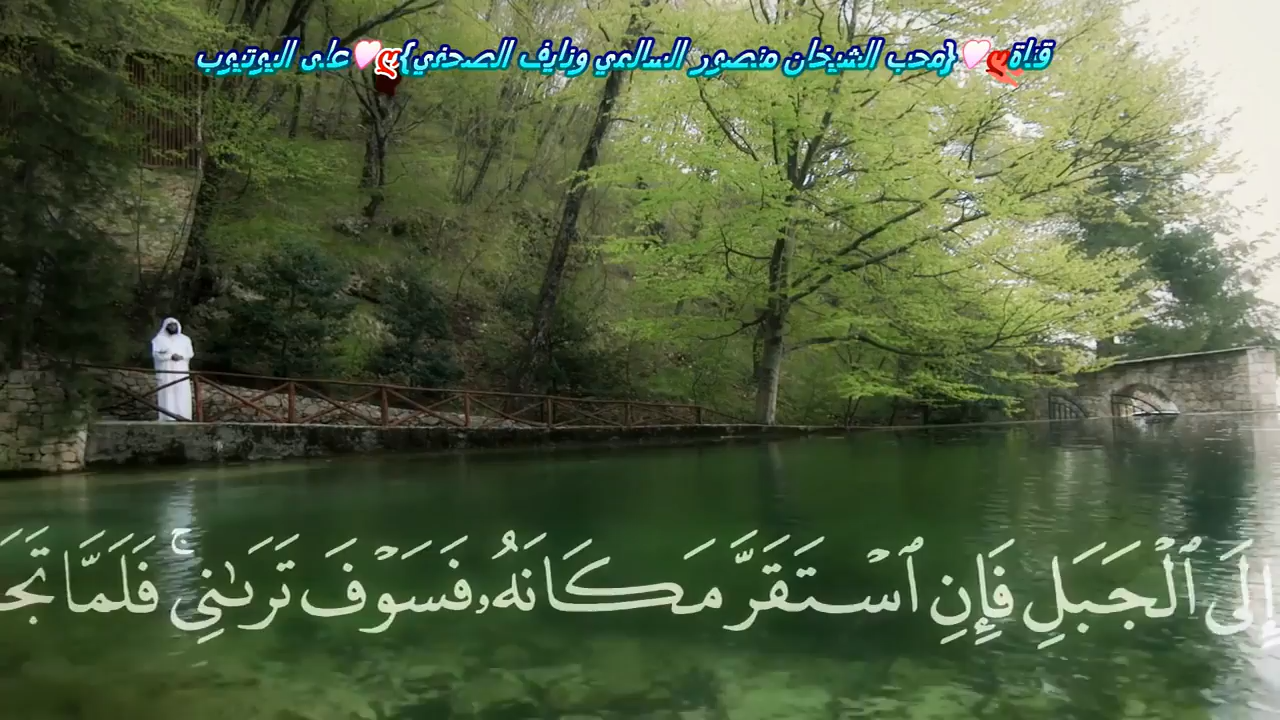 قناة{محب الشيخان منصور السالمي ونايف الصحفي}على اليوتيوب
إِلَى ٱلْجَبَلِ فَإِنِ ٱسْتَقَرَّ مَكَانَهُۥ فَسَوْفَ تَرَىٰنِي ۚ فَلَمَّا تَجَ